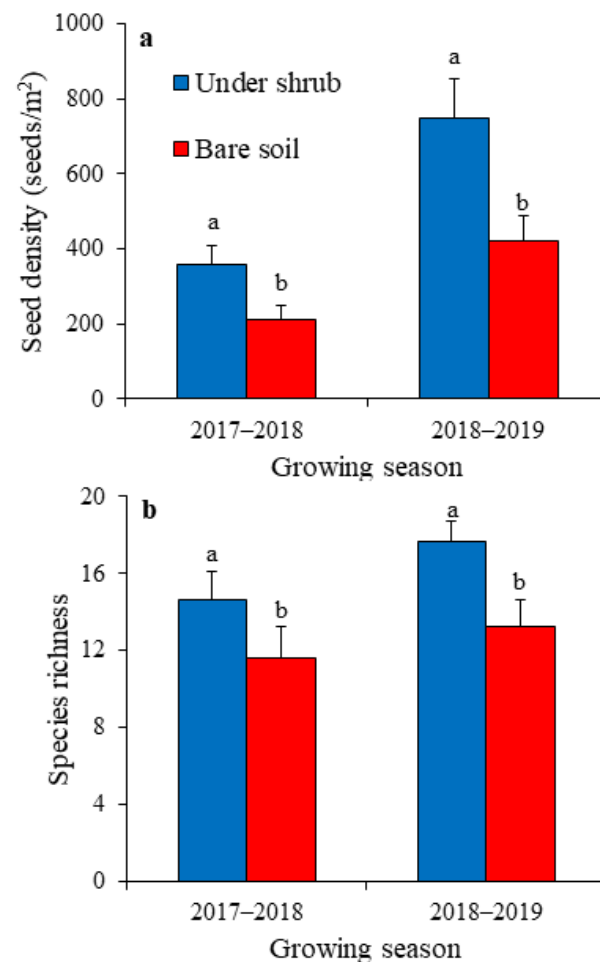 1000
a
800
600
400
200
0
Seed density (seeds/m²)
Under shrub
Bare soil
a
b
a
b
2017–2018
2018–2019
Growing season
20
b
16
12
8
4
0
Species richness
a
b
a
b
2017–2018
2018–2019
Growing season